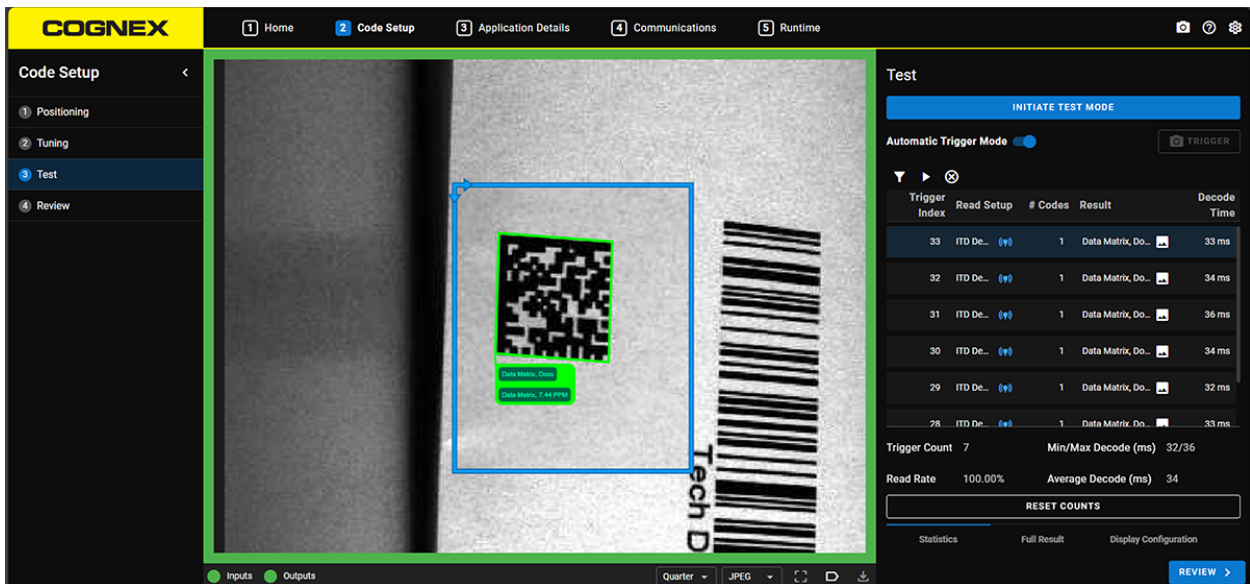 COGNEX
1 Home
2 Code Setup
3 Application Details
4 Communications
5 Runtime
Code Setup
1 Positioning
2 Tuning
3 Test
4 Review
Data Matrix, Docs
Data Matrix, 7.44 PPM
Tech D
Inputs
Outputs
Quarter
JPEG
Test
INITIATE TEST MODE
Automatic Trigger Mode
TRIGGER
Trigger Index Read Setup # Codes Result Decode Time
33 ITD De... 1 Data Matrix, Do... 33 ms
32 ITD De... 1 Data Matrix, Do... 34 ms
31 ITD De... 1 Data Matrix, Do... 36 ms
30 ITD De... 1 Data Matrix, Do... 34 ms
29 ITD De... 1 Data Matrix, Do... 32 ms
28 ITD De... 1 Data Matrix, Do... 33 ms
Trigger Count 7 Min/Max Decode (ms) 32/36
Read Rate 100.00% Average Decode (ms) 34
RESET COUNTS
Statistics Full Result Display Configuration
REVIEW